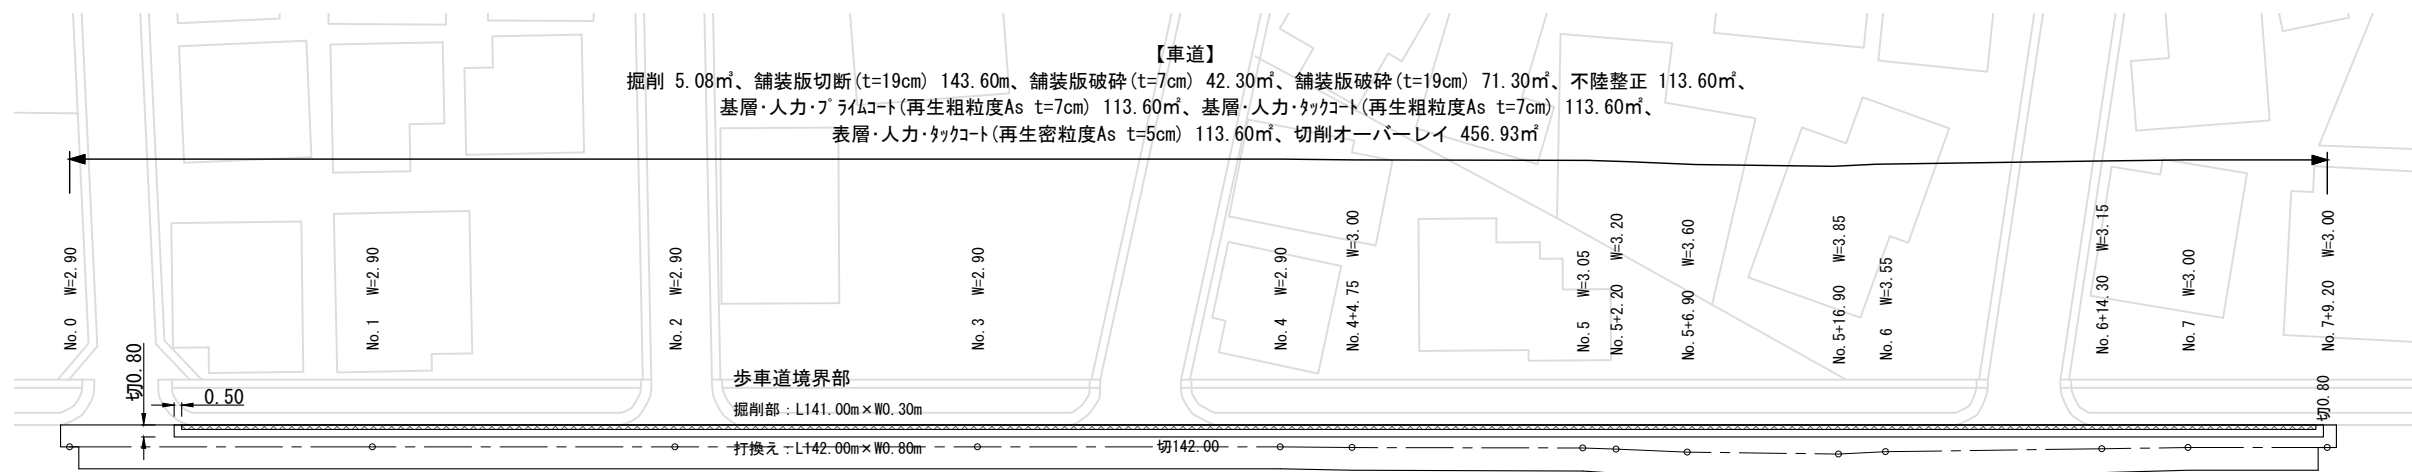 【車道】
掘削 5.08㎡、舗装版切断(t=19cm) 143.60m、舗装版破砕(t=7cm) 42.30㎡、舗装版破砕(t=19cm) 71.30㎡、不陸整正 113.60㎡、
基層・人力・ﾌﾟﾗｲﾑｺｰﾄ(再生粗粒度As t=7cm) 113.60㎡、基層・人力・ﾀｯｸｺｰﾄ(再生粗粒度As t=7cm) 113.60㎡、
表層・人力・ﾀｯｸｺｰﾄ(再生密粒度As t=5cm) 113.60㎡、切削オーバーレイ 456.93㎡
No.0 W=2.90
No.1 W=2.90
No.2 W=2.90
No.3 W=2.90
No.4 W=2.90
No.4+4.75 W=3.00
No.5 W=3.05
No.5+2.20 W=3.20
No.5+6.90 W=3.60
No.5+16.90 W=3.85
No.6 W=3.55
No.6+14.30 W=3.15
No.7 W=3.00
No.7+9.20 W=3.00
切0.80
0.50
歩車道境界部
掘削部：L141.00m×W0.30m
打換え：L142.00m×W0.80m
切142.00
切0.80